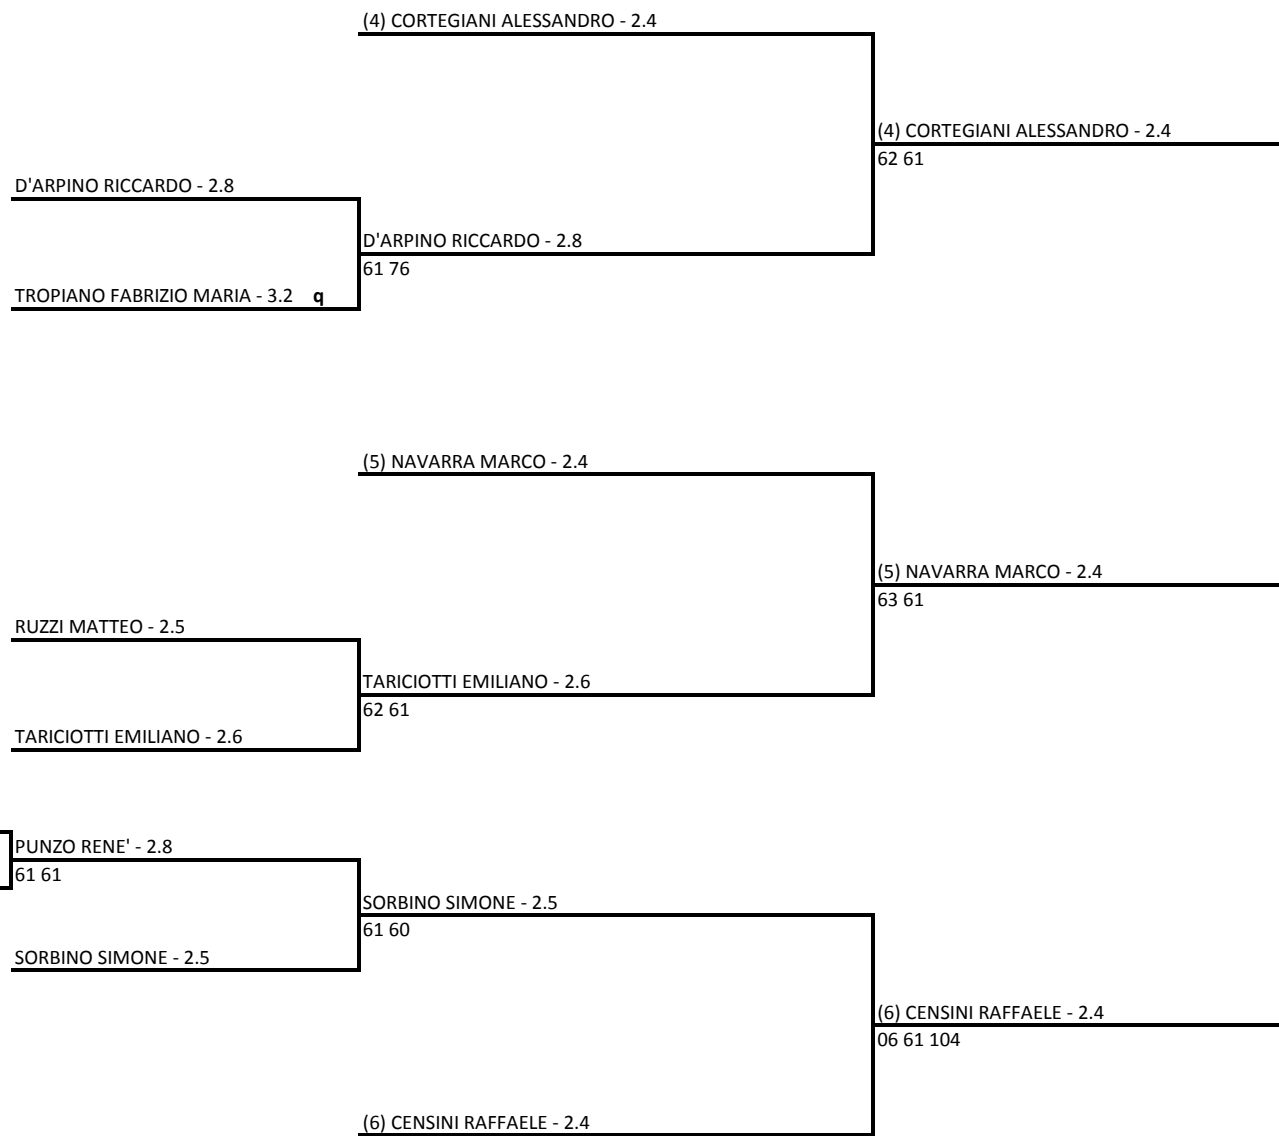 (4) CORTEGIANI ALESSANDRO - 2.4
(4) CORTEGIANI ALESSANDRO - 2.4
62 61
D'ARPINO RICCARDO - 2.8
D'ARPINO RICCARDO - 2.8
61 76
TROPIANO FABRIZIO MARIA - 3.2 q
(5) NAVARRA MARCO - 2.4
(5) NAVARRA MARCO - 2.4
63 61
RUZZI MATTEO - 2.5
TARICIOTTI EMILIANO - 2.6
62 61
TARICIOTTI EMILIANO - 2.6
PUNZO RENE' - 2.8
61 61
SORBINO SIMONE - 2.5
61 60
SORBINO SIMONE - 2.5
(6) CENSINI RAFFAELE - 2.4
06 61 104
(6) CENSINI RAFFAELE - 2.4